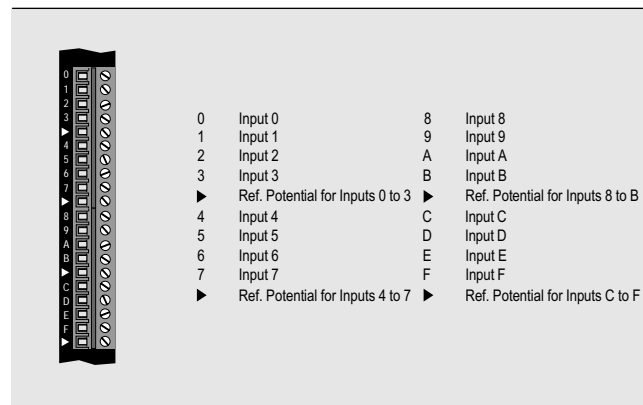 0
1
2
3
▶
4
5
6
7
▶
8
9
A
B
▶
C
D
E
F
▶
0 Input 0
1 Input 1
2 Input 2
3 Input 3
▶ Ref. Potential for Inputs 0 to 3
4 Input 4
5 Input 5
6 Input 6
7 Input 7
▶ Ref. Potential for Inputs 4 to 7
8 Input 8
9 Input 9
A Input A
B Input B
▶ Ref. Potential for Inputs 8 to B
C Input C
D Input D
E Input E
F Input F
▶ Ref. Potential for Inputs C to F